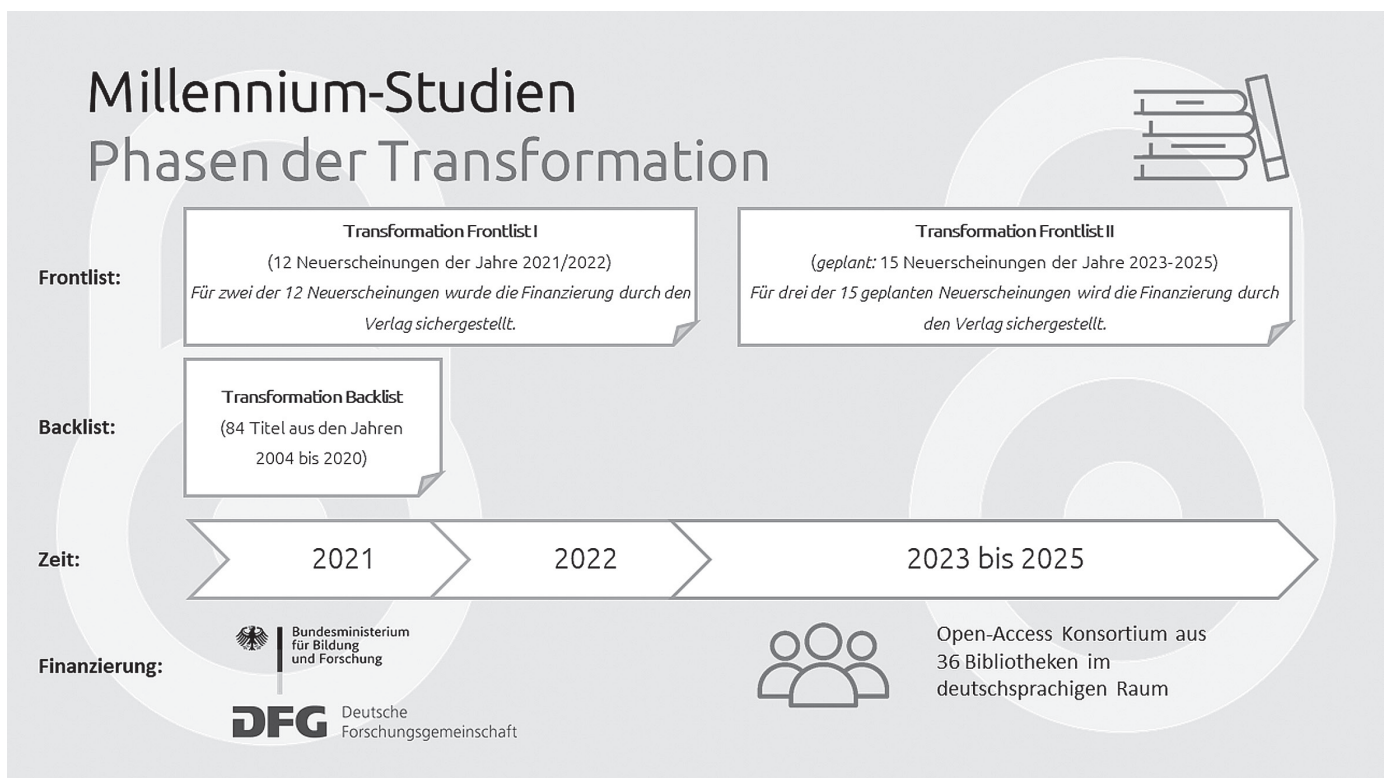 Millennium-Studien
Phasen der Transformation
Frontlist:
Transformation Frontlist I
(12 Neuerscheinungen der Jahre 2021/2022)
Für zwei der 12 Neuerscheinungen wurde die Finanzierung durch den
Verlag sichergestellt.
Transformation Frontlist II
(geplant: 15 Neuerscheinungen der Jahre 2023-2025)
Für drei der 15 geplanten Neuerscheinungen wird die Finanzierung durch
den Verlag sichergestellt.
Backlist:
Transformation Backlist
(84 Titel aus den Jahren
2004 bis 2020)
Zeit:
2021
2022
2023 bis 2025
Finanzierung:
Bundesministerium
für Bildung
und Forschung
DFG
Deutsche
Forschungsgemeinschaft
Open-Access Konsortium aus
36 Bibliotheken im
deutschsprachigen Raum